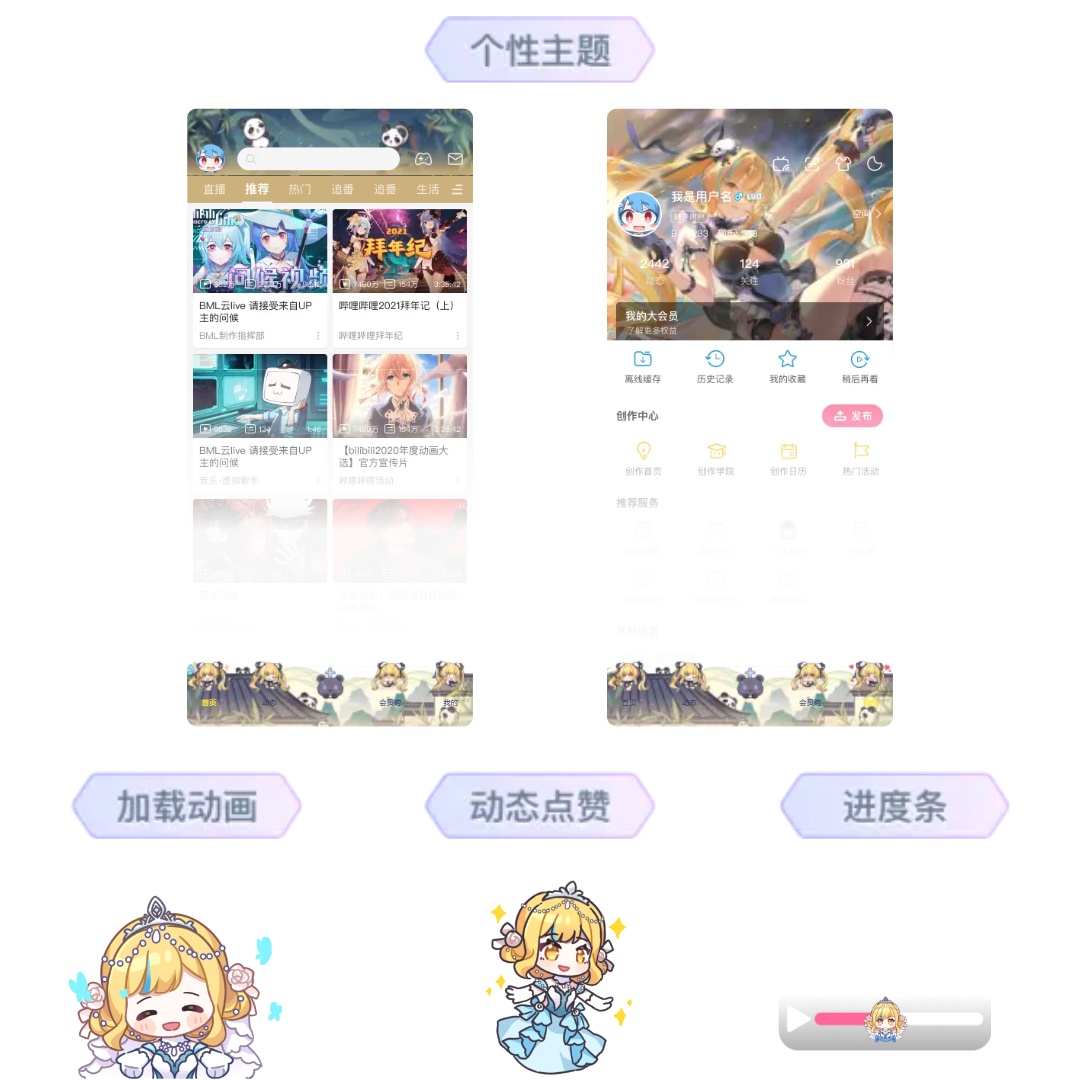 个性主题
直播 推荐 热门 追番 追番 生活
2021
拜年纪
问候视频
7480万 154万 3:39:42
BML云live 请接受来自UP主的问候
哔哩哔哩2021拜年记（上）
BML制作指挥部
哔哩哔哩拜年纪
9636 134
7480万 154万 3:39:42
BML云live 请接受来自UP
主的问候
【bilibili2020年度动画大
选】官方宣传片
音乐·虚拟歌手
哔哩哔哩活动
首页 动态 会员购 我的
我是用户名
空间
2442 124 981
动态 关注 粉丝
我的大会员
了解更多权益
离线缓存 历史记录 我的收藏 稍后再看
创作中心 发布
创作首页 创作学院 创作日历 热门活动
推荐服务
首页 动态 会员购
加载动画 动态点赞 进度条